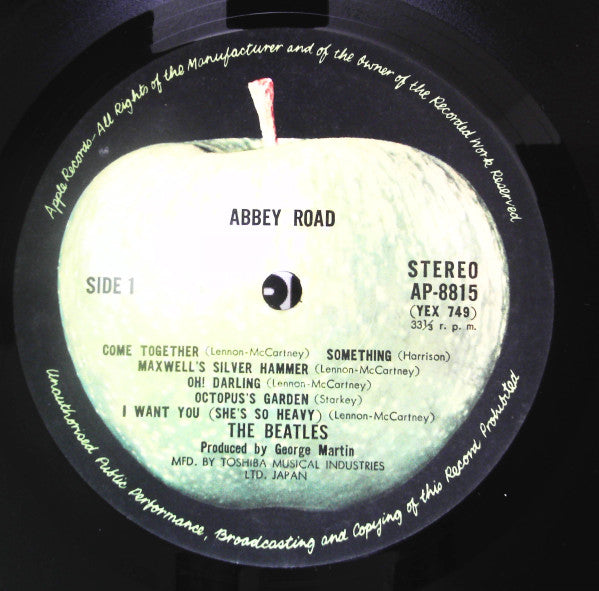 Apple Records-All Rights of the Manufacturer and of the Owner of the Recorded Work Reserved
ABBEY ROAD
SIDE 1
STEREO
AP-8815
(YEX 749)
33⅓ r. p. m.
COME TOGETHER (Lennon-McCartney) SOMETHING (Harrison)
MAXWELL'S SILVER HAMMER (Lennon-McCartney)
OH! DARLING (Lennon-McCartney)
OCTOPUS'S GARDEN (Starkey)
I WANT YOU (SHE'S SO HEAVY) (Lennon-McCartney)
THE BEATLES
Produced by George Martin
MFD. BY TOSHIBA MUSICAL INDUSTRIES
LTD. JAPAN
Unauthorised Public Performance, Broadcasting and Copying of this Record Prohibited